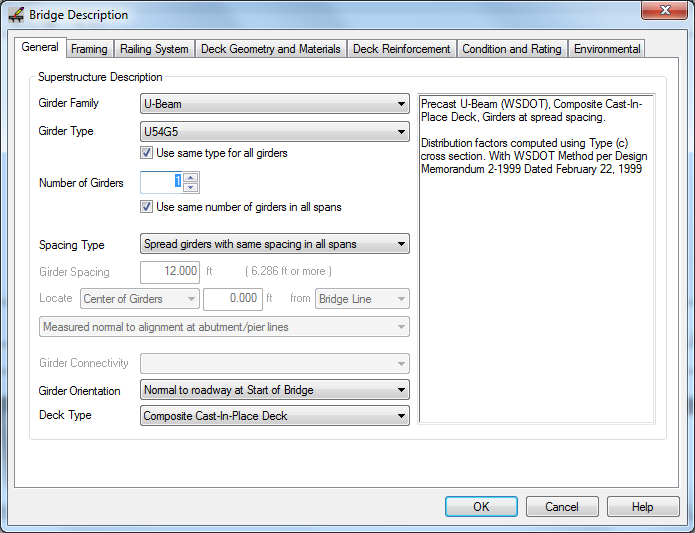 Bridge Description
General Framing Railing System Deck Geometry and Materials Deck Reinforcement Condition and Rating Environmental
Superstructure Description
Girder Family U-Beam
Girder Type U54G5
Use same type for all girders
Number of Girders 1
Use same number of girders in all spans
Spacing Type Spread girders with same spacing in all spans
Girder Spacing 12.000 ft ( 6.286 ft or more )
Locate Center of Girders 0.000 ft from Bridge Line
Measured normal to alignment at abutment/pier lines
Girder Connectivity
Girder Orientation Normal to roadway at Start of Bridge
Deck Type Composite Cast-In-Place Deck
Precast U-Beam (WSDOT), Composite Cast-In-
Place Deck, Girders at spread spacing.
Distribution factors computed using Type (c)
cross section. With WSDOT Method per Design
Memorandum 2-1999 Dated February 22, 1999
OK Cancel Help